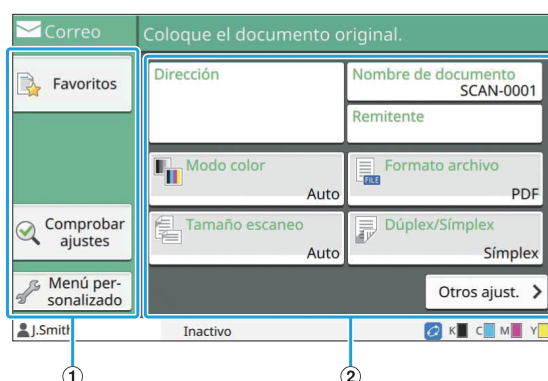 Correo
Coloque el documento original.
Favoritos
Comprobar
ajustes
Menú per-
sonalizado
Dirección
Nombre de documento
SCAN-0001
Remitente
Modo color
Auto
FILE
Formato archivo
PDF
Tamaño escaneo
Auto
Dúplex/Símplex
Símplex
Otros ajust.
J.Smith
Inactivo
K C M Y
1
2